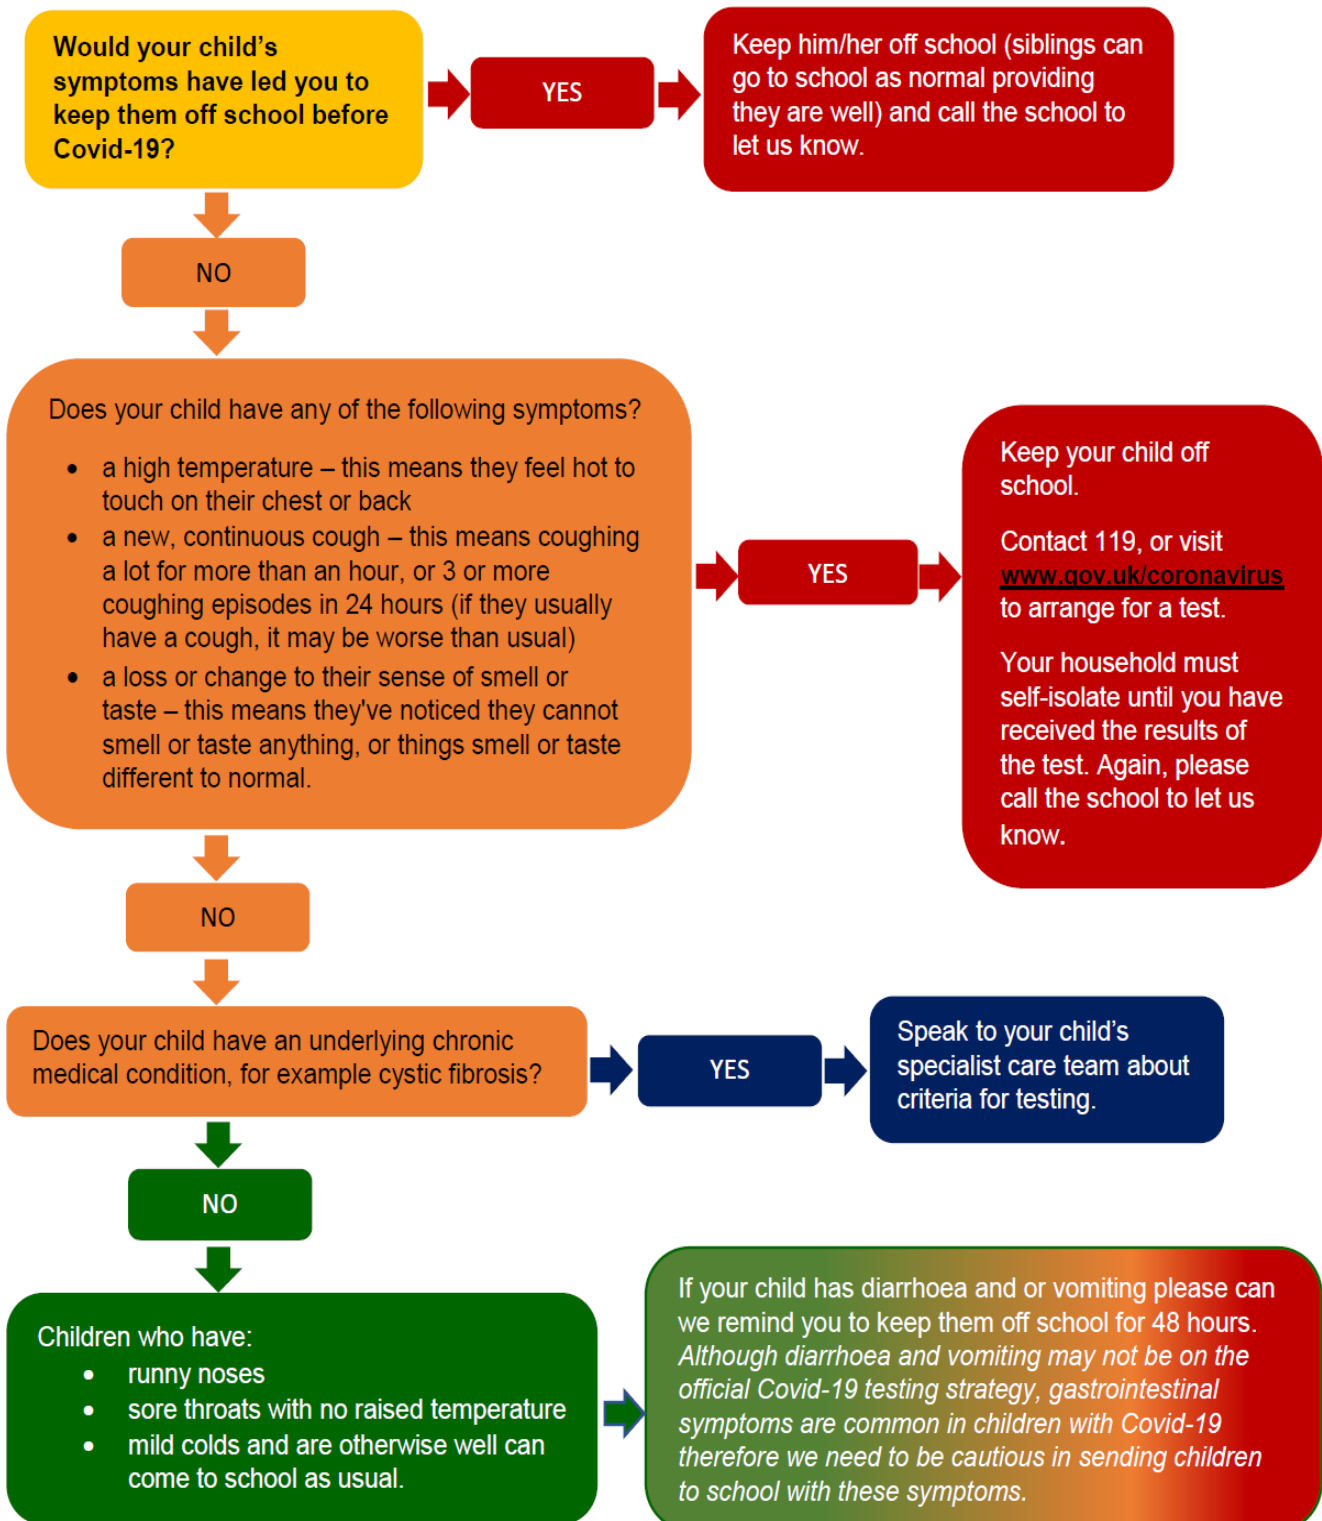 Would your child's
symptoms have led you to
keep them off school before
Covid-19?
YES
Keep him/her off school (siblings can
go to school as normal providing
they are well) and call the school to
let us know.
NO
Does your child have any of the following symptoms?
• a high temperature – this means they feel hot to
touch on their chest or back
• a new, continuous cough – this means coughing
a lot for more than an hour, or 3 or more
coughing episodes in 24 hours (if they usually
have a cough, it may be worse than usual)
• a loss or change to their sense of smell or
taste – this means they've noticed they cannot
smell or taste anything, or things smell or taste
different to normal.
YES
Keep your child off
school.
Contact 119, or visit
www.gov.uk/coronavirus
to arrange for a test.
Your household must
self-isolate until you have
received the results of
the test. Again, please
call the school to let us
know.
NO
Does your child have an underlying chronic
medical condition, for example cystic fibrosis?
YES
Speak to your child's
specialist care team about
criteria for testing.
NO
Children who have:
• runny noses
• sore throats with no raised temperature
• mild colds and are otherwise well can
come to school as usual.
If your child has diarrhoea and or vomiting please can
we remind you to keep them off school for 48 hours.
Although diarrhoea and vomiting may not be on the
official Covid-19 testing strategy, gastrointestinal
symptoms are common in children with Covid-19
therefore we need to be cautious in sending children
to school with these symptoms.